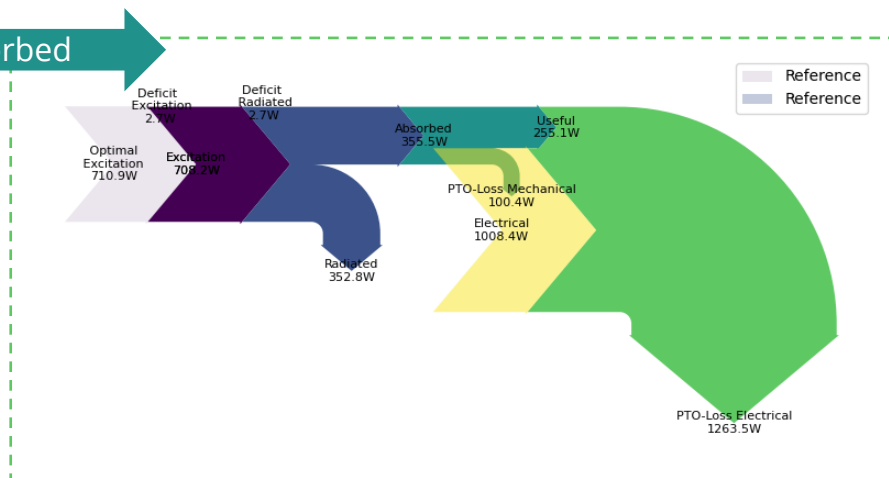 orbed
Reference
Reference
Deficit
Excitation
2.7W
Deficit
Radiated
2.7W
Optimal
Excitation
710.9W
Excitation
708.2W
Absorbed
355.5W
Useful
255.1W
PTO-Loss Mechanical
100.4W
Electrical
1008.4W
Radiated
352.8W
PTO-Loss Electrical
1263.5W